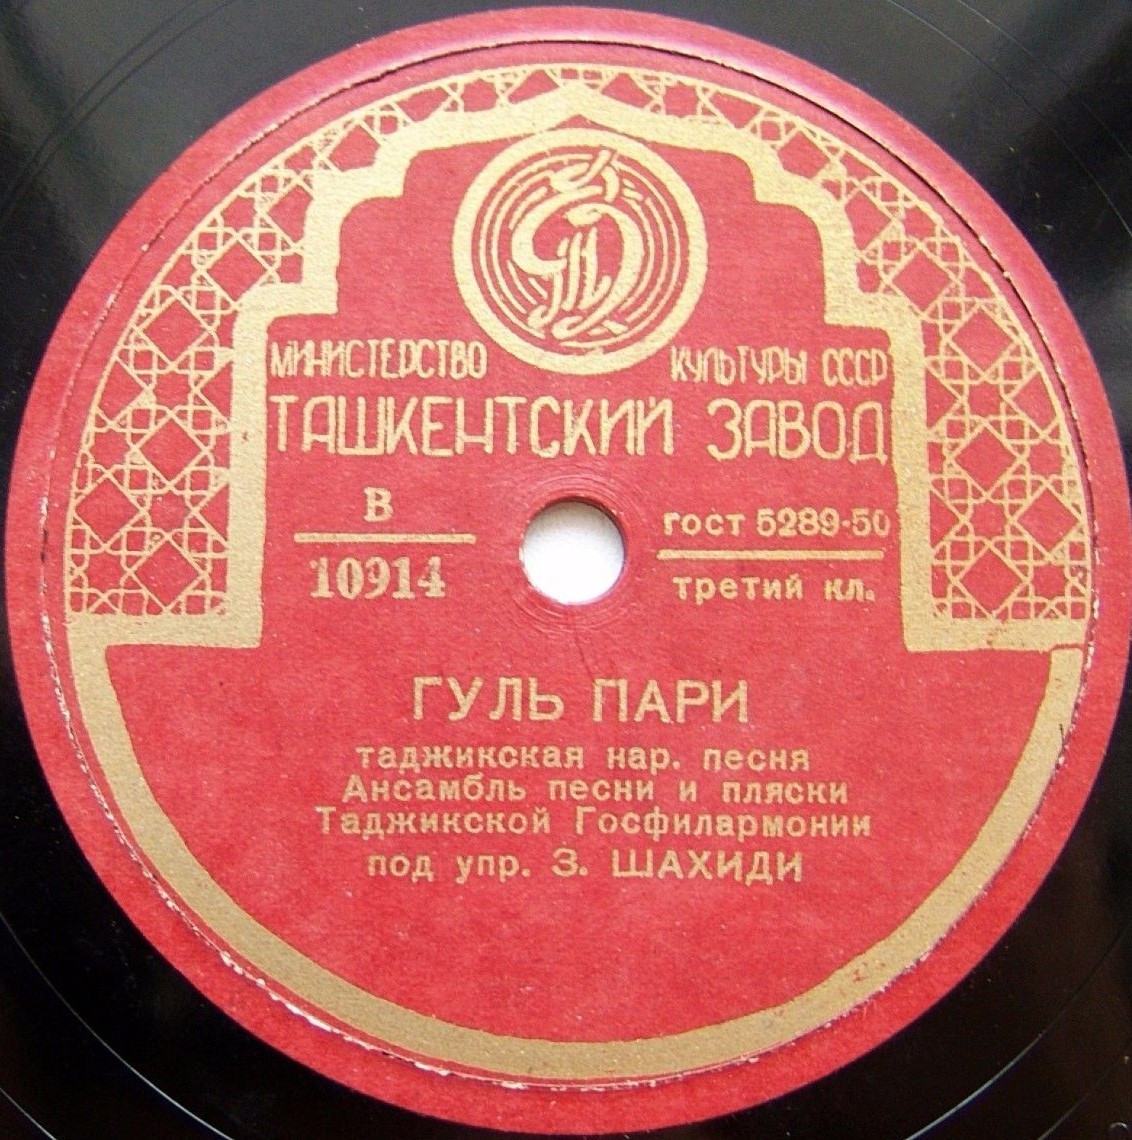 МИНИСТЕРСТВО КУЛЬТУРЫ СССР
ТАШКЕНТСКИЙ ЗАВОД
В
10914
ГОСТ 5289-50
третий кл.
ГУЛЬ ПАРИ
таджикская нар. песня
Ансамбль песни и пляски
Таджикской Госфилармонии
под упр. З. ШАХИДИ